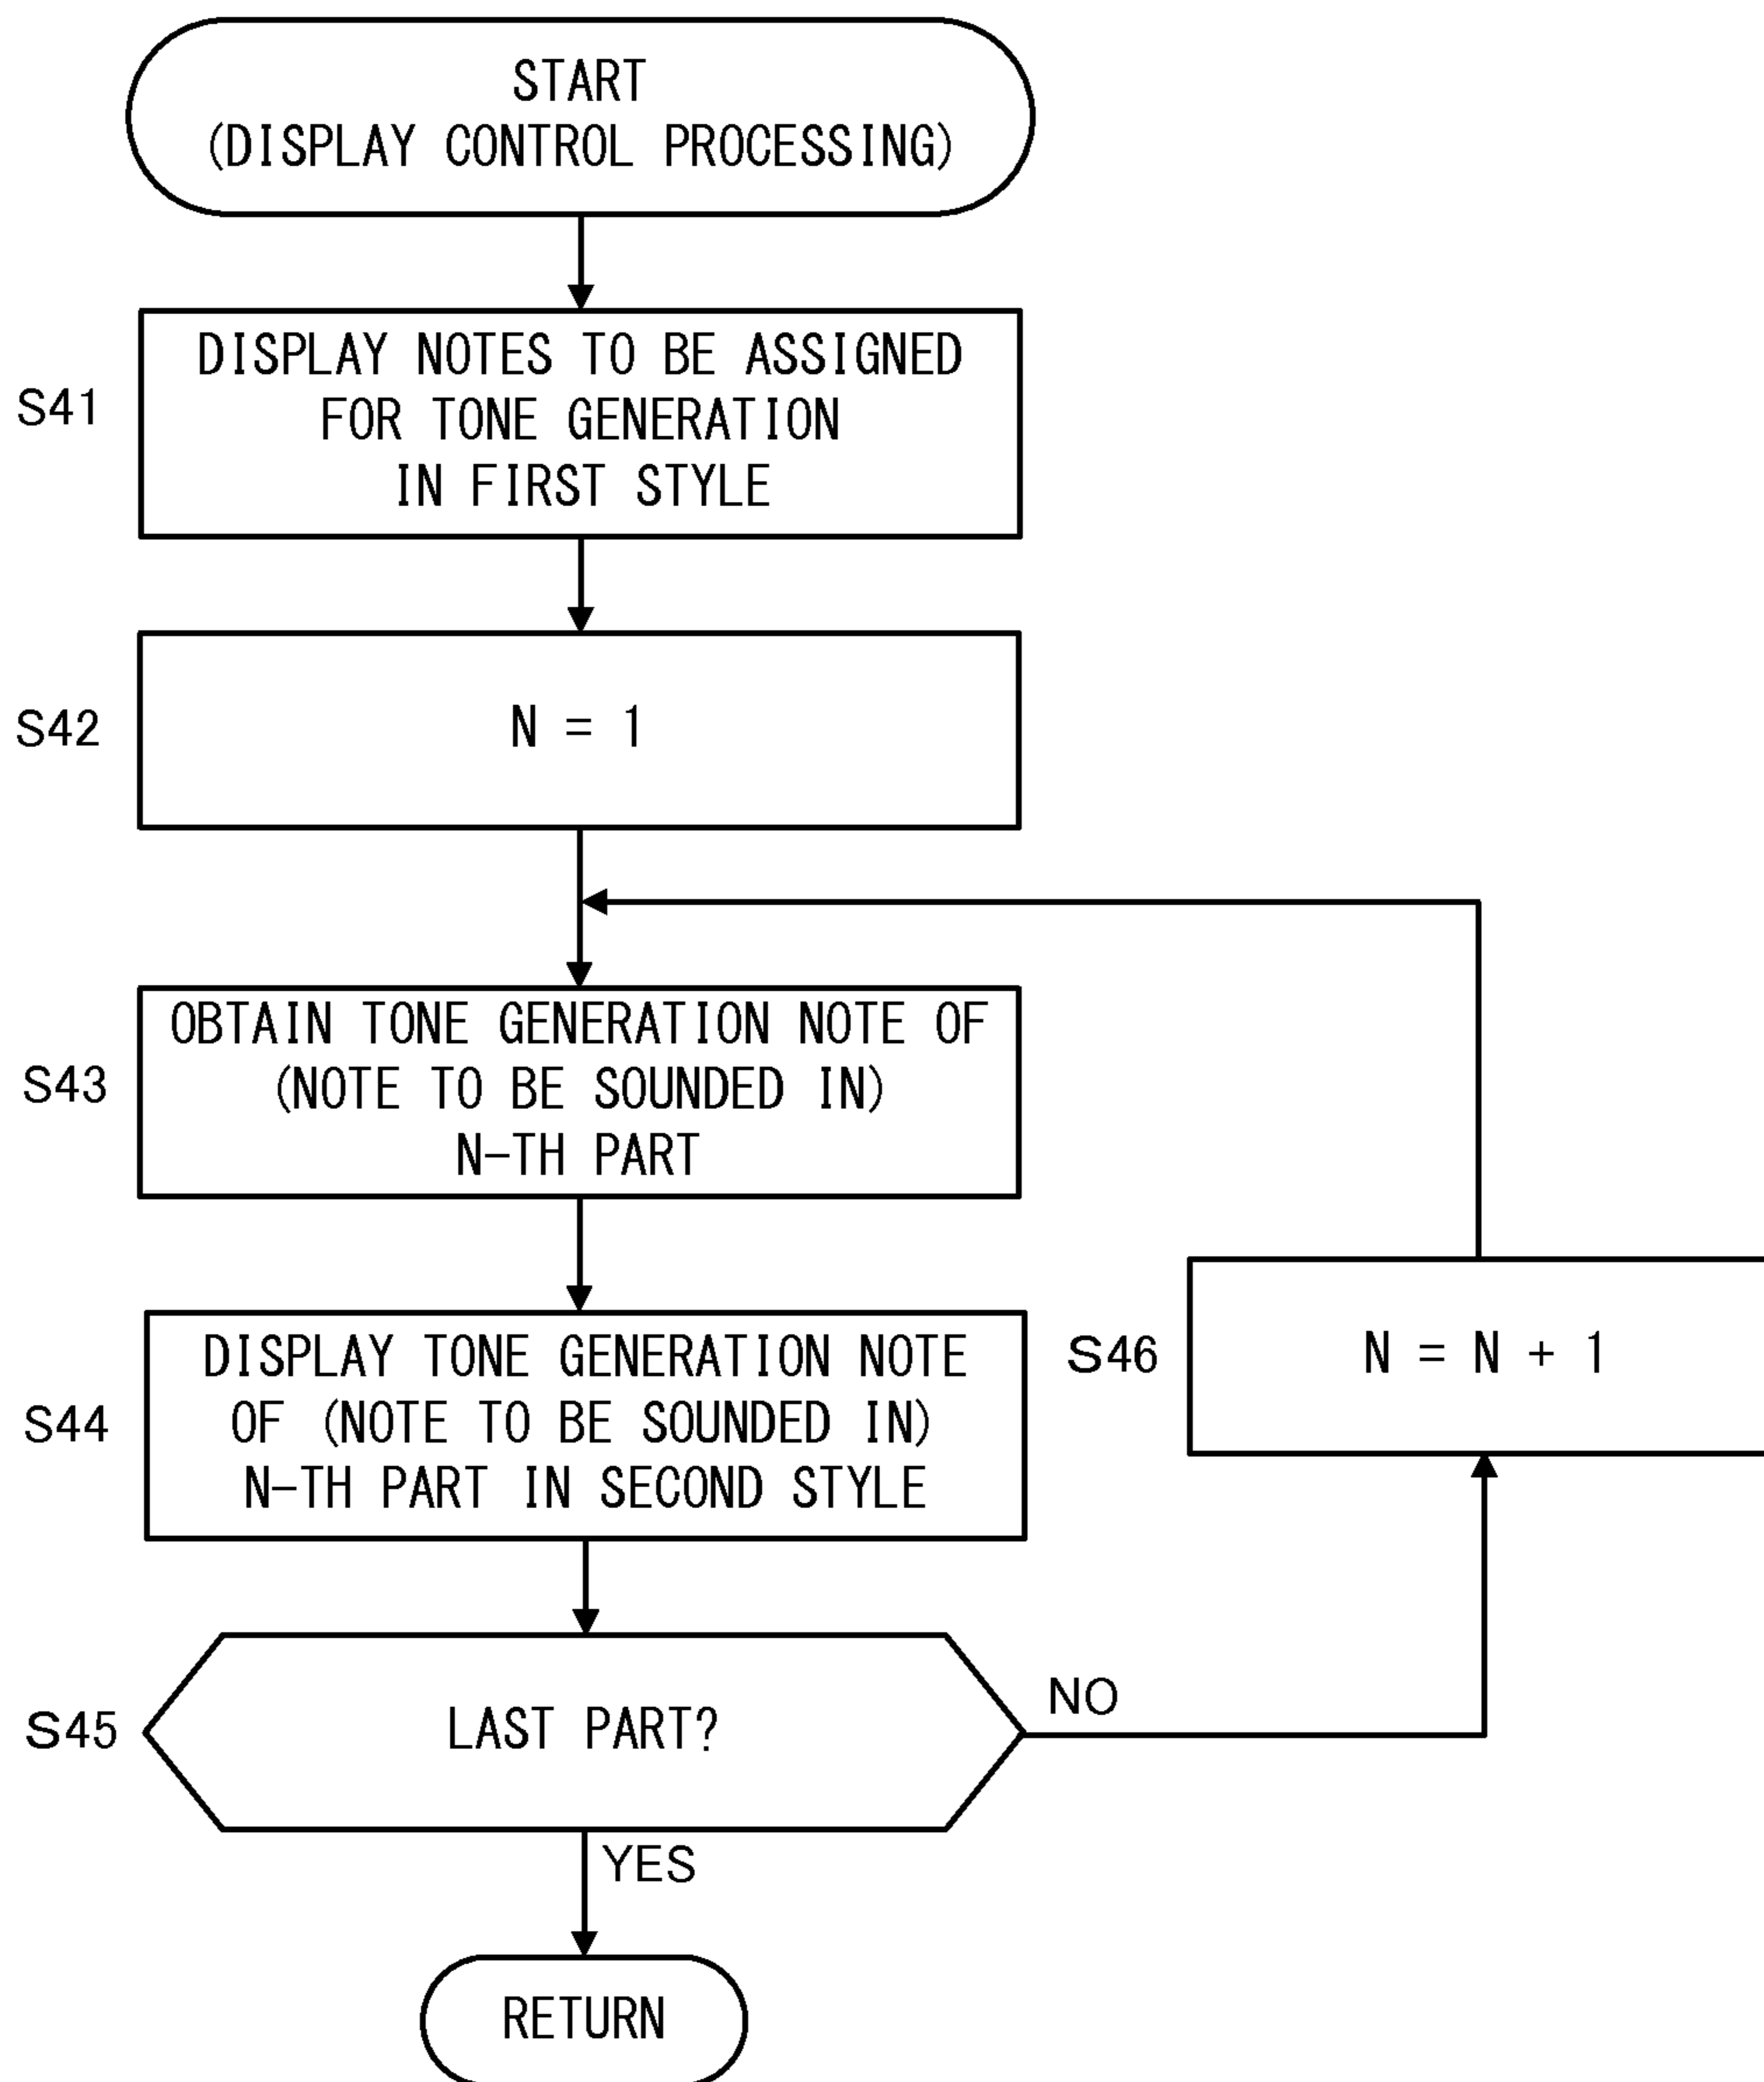 START
(DISPLAY CONTROL PROCESSING)
S41
DISPLAY NOTES TO BE ASSIGNED
FOR TONE GENERATION
IN FIRST STYLE
S42
N = 1
S43
OBTAIN TONE GENERATION NOTE OF
(NOTE TO BE SOUNDED IN)
N-TH PART
S44
DISPLAY TONE GENERATION NOTE
OF (NOTE TO BE SOUNDED IN)
N-TH PART IN SECOND STYLE
S46
N = N + 1
S45
LAST PART?
NO
YES
RETURN